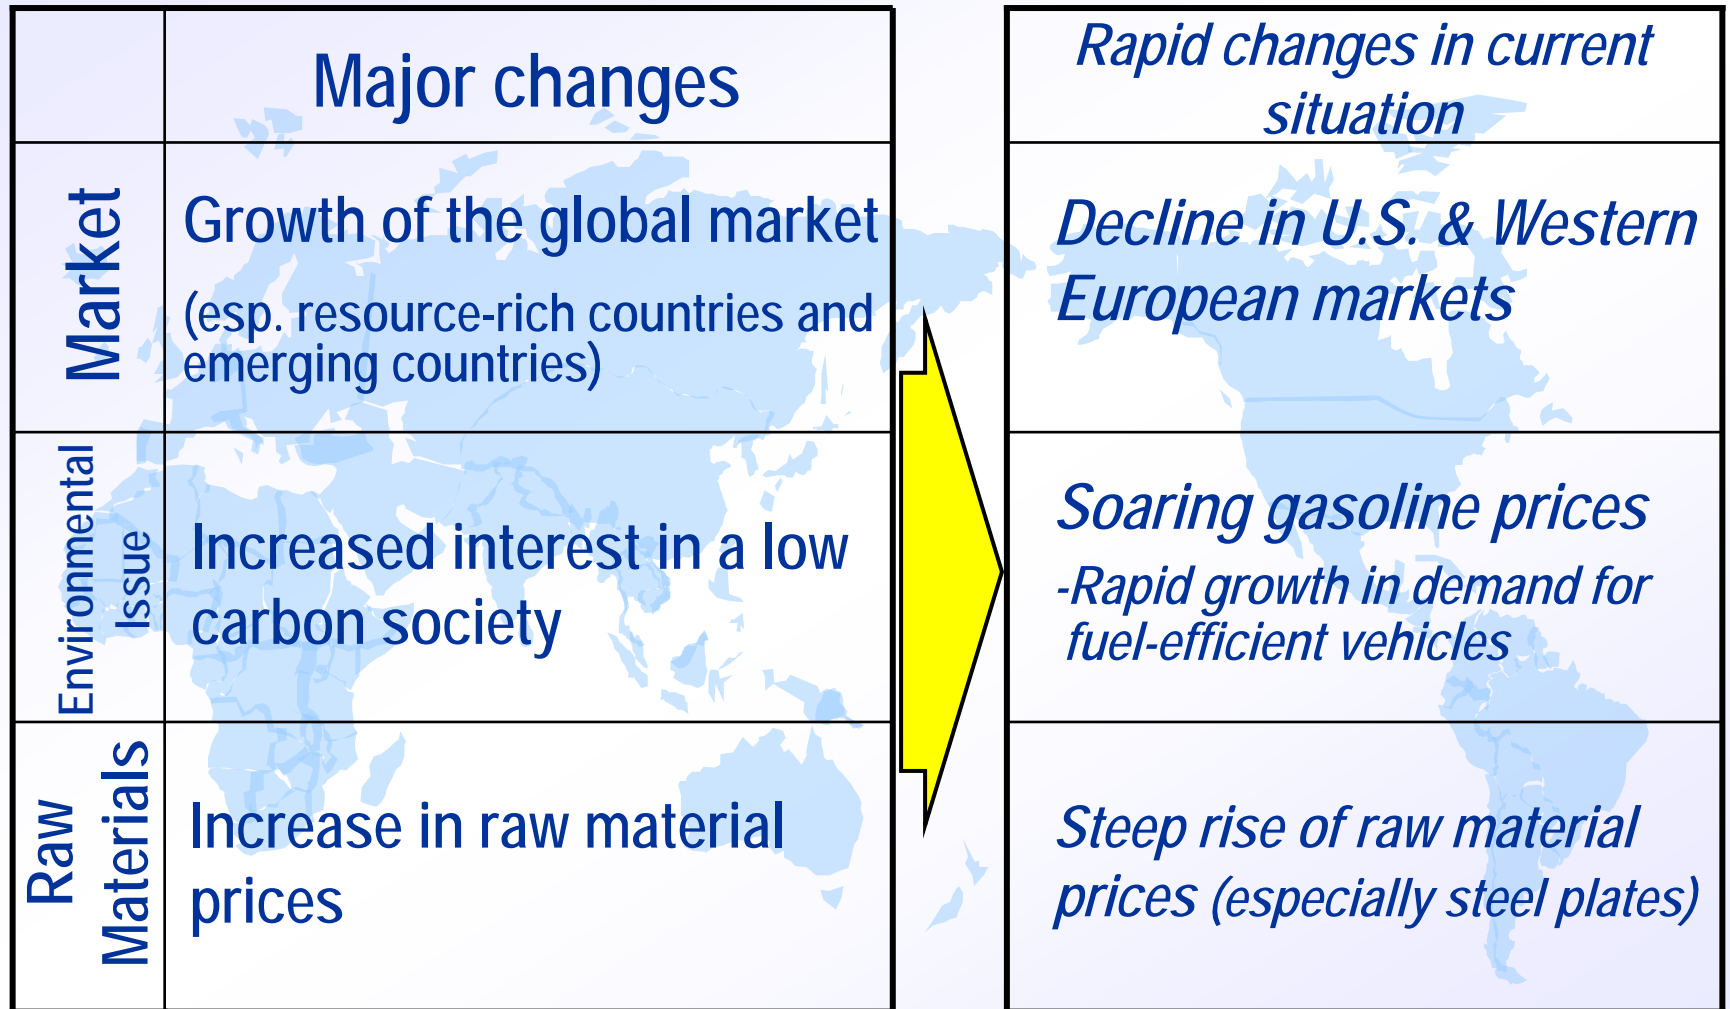 Major changes
Rapid changes in current
situation
Market
Growth of the global market
(esp. resource-rich countries and
emerging countries)
Decline in U.S. & Western
European markets
Environmental
Issue
Increased interest in a low
carbon society
Soaring gasoline prices
-Rapid growth in demand for
fuel-efficient vehicles
Raw
Materials
Increase in raw material
prices
Steep rise of raw material
prices (especially steel plates)